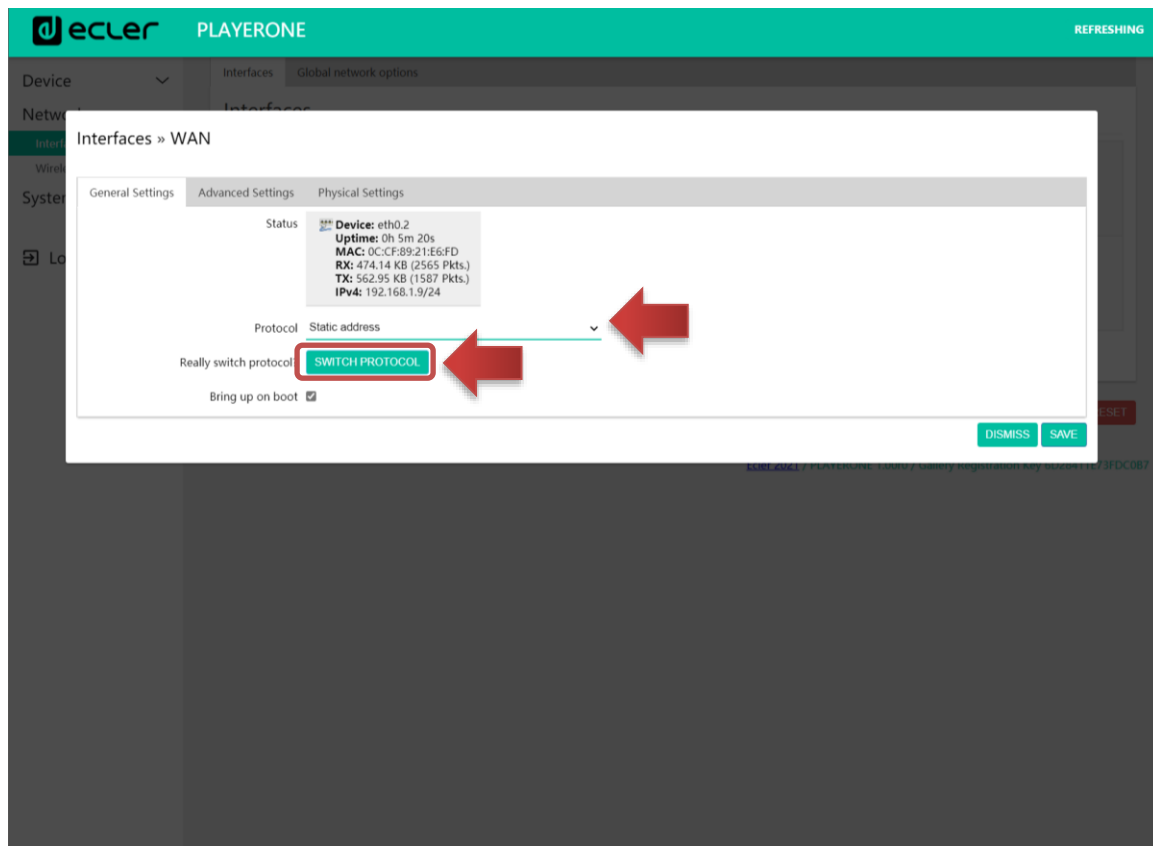 ecler PLAYERONE REFRESHING
Device
Interfaces Global network options
Interfaces
Interfaces » WAN
General Settings Advanced Settings Physical Settings
Status
Device: eth0.2
Uptime: 0h 5m 20s
MAC: 0C:CF:89:21:E6:FD
RX: 474.14 KB (2565 Pkts.)
TX: 562.95 KB (1587 Pkts.)
IPv4: 192.168.1.9/24
Protocol Static address
Really switch protocol? SWITCH PROTOCOL
Bring up on boot
DISMISS SAVE